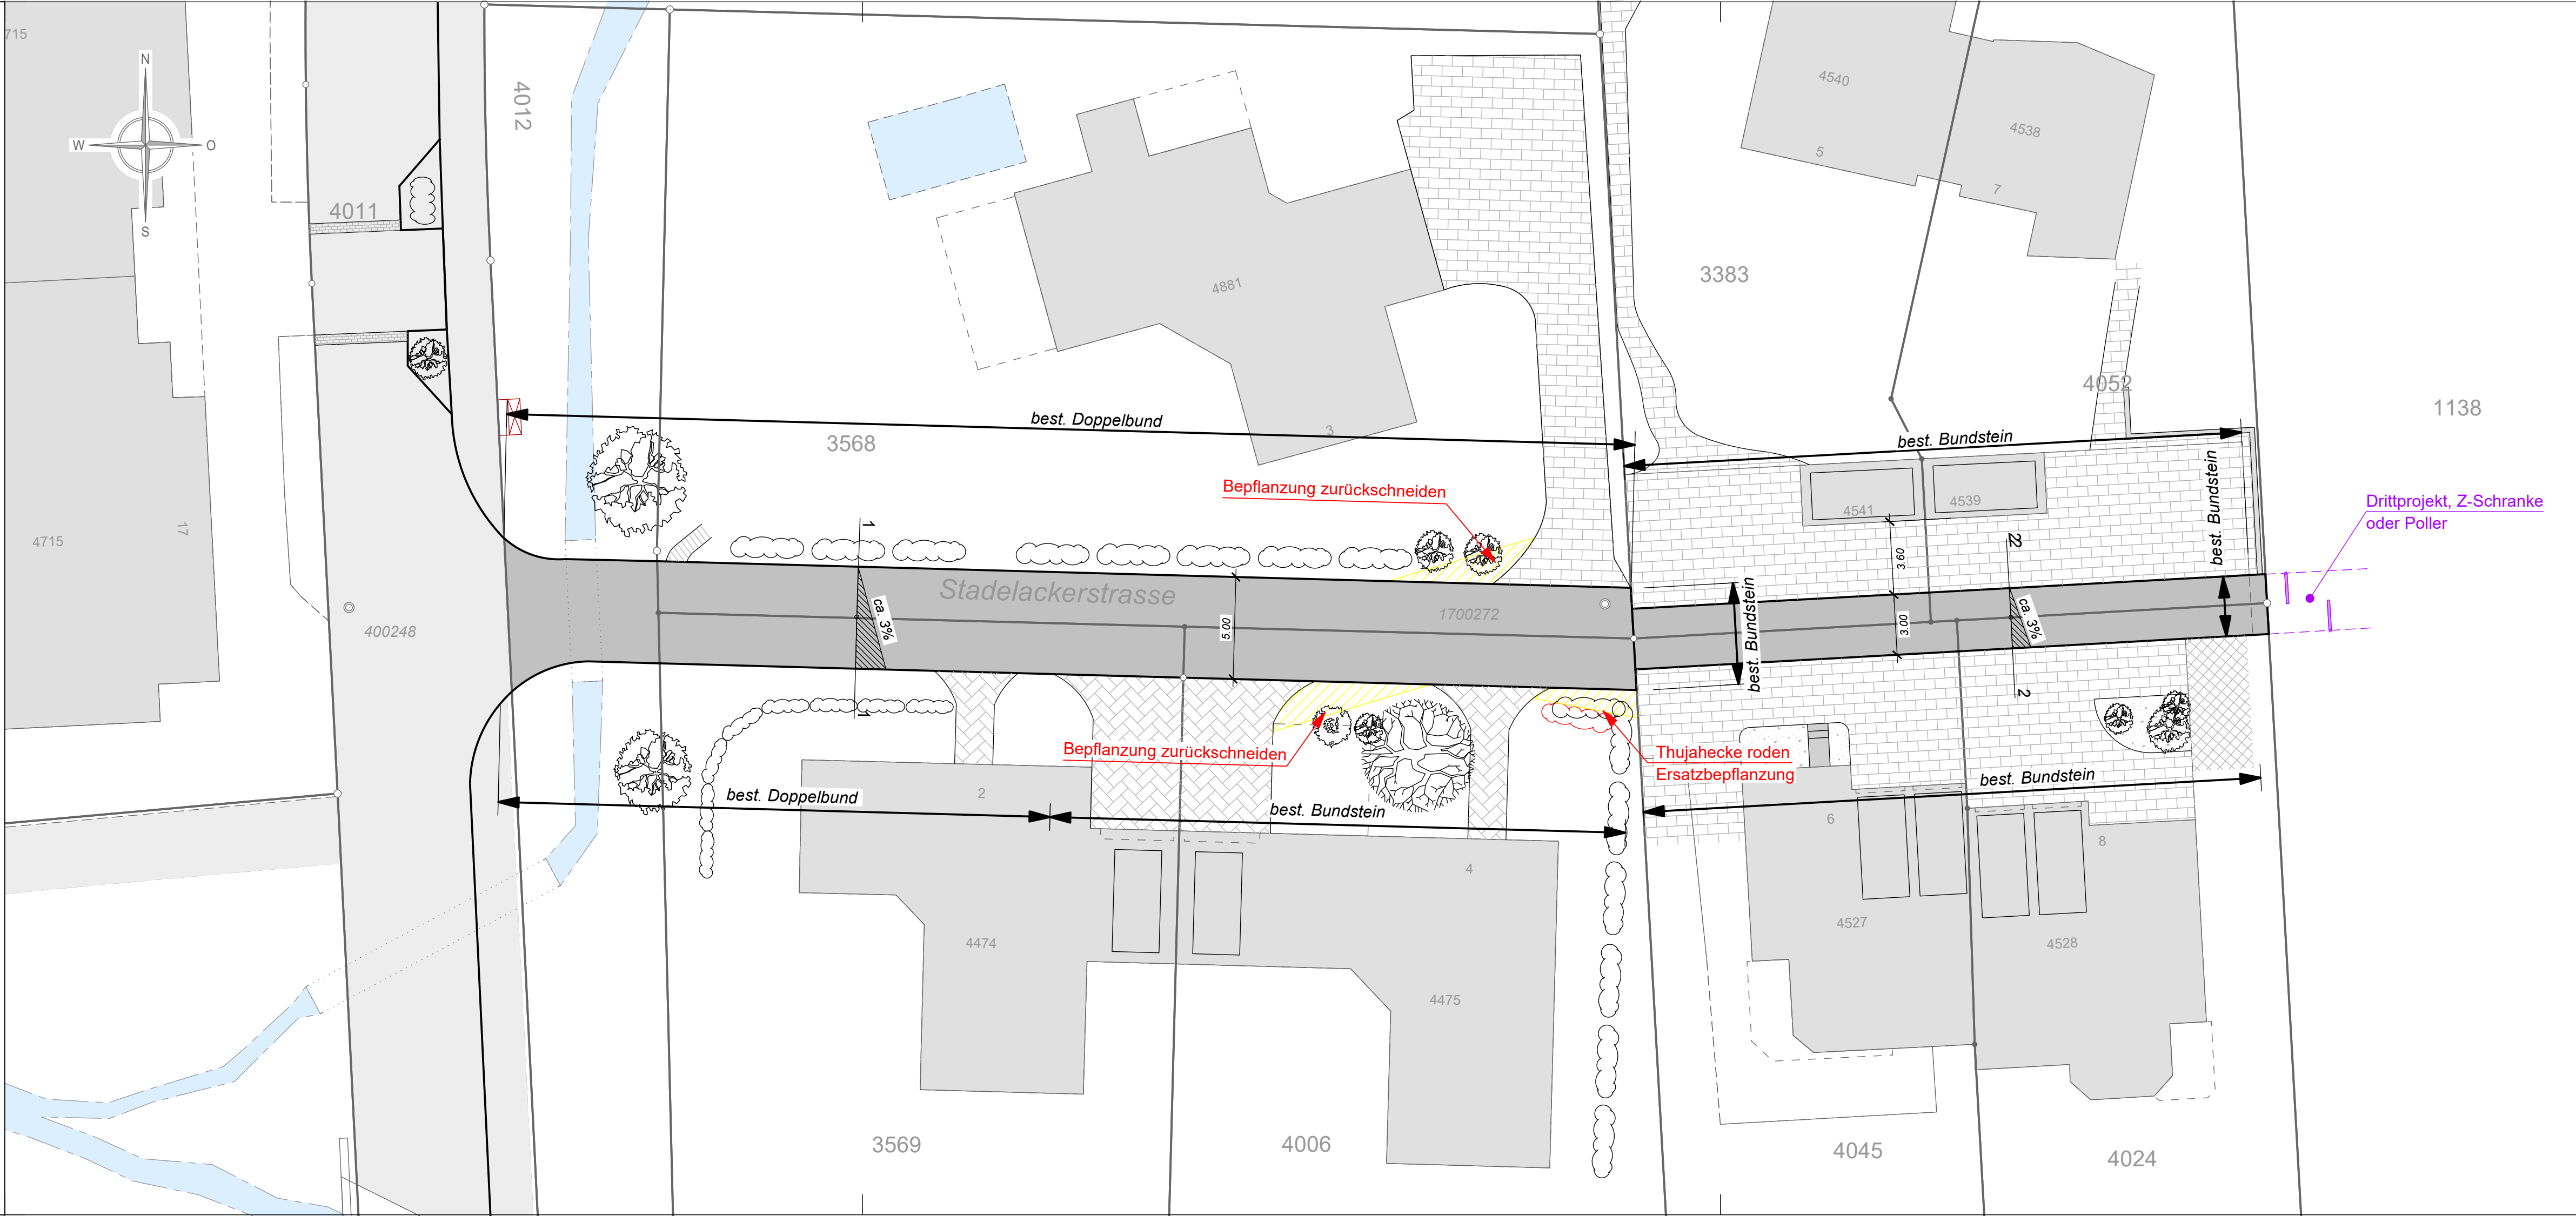 715
N
W
O
S
4011
4012
4540
5
4538
7
3383
4881
3
4052
1138
best. Doppelbund
3568
best. Bundstein
best. Bundstein
Bepflanzung zurückschneiden
Drittprojekt, Z-Schranke
oder Poller
4541
4539
4715
17
1
3.60
2
2
Stadelackerstrasse
ca. 3%
1700272
5.00
3.00
ca. 3%
best. Bundstein
400248
1
2
Bepflanzung zurückschneiden
Thujahecke roden
Ersatzbepflanzung
best. Bundstein
2
best. Doppelbund
best. Bundstein
6
8
4
4527
4528
4474
4475
3569
4006
4045
4024